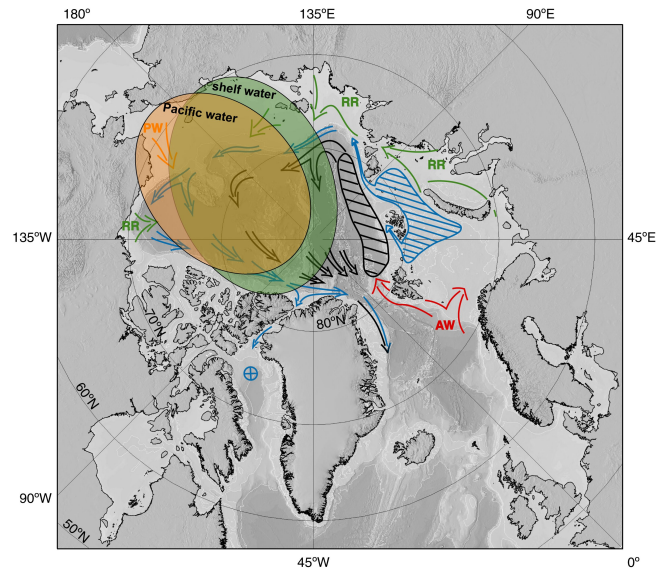 180°
135°E
90°E
shelf water
Pacific water
RR
PW
RR
RR
135°W
45°E
80°N
70°N
AW
60°N
90°W
50°N
45°W
0°